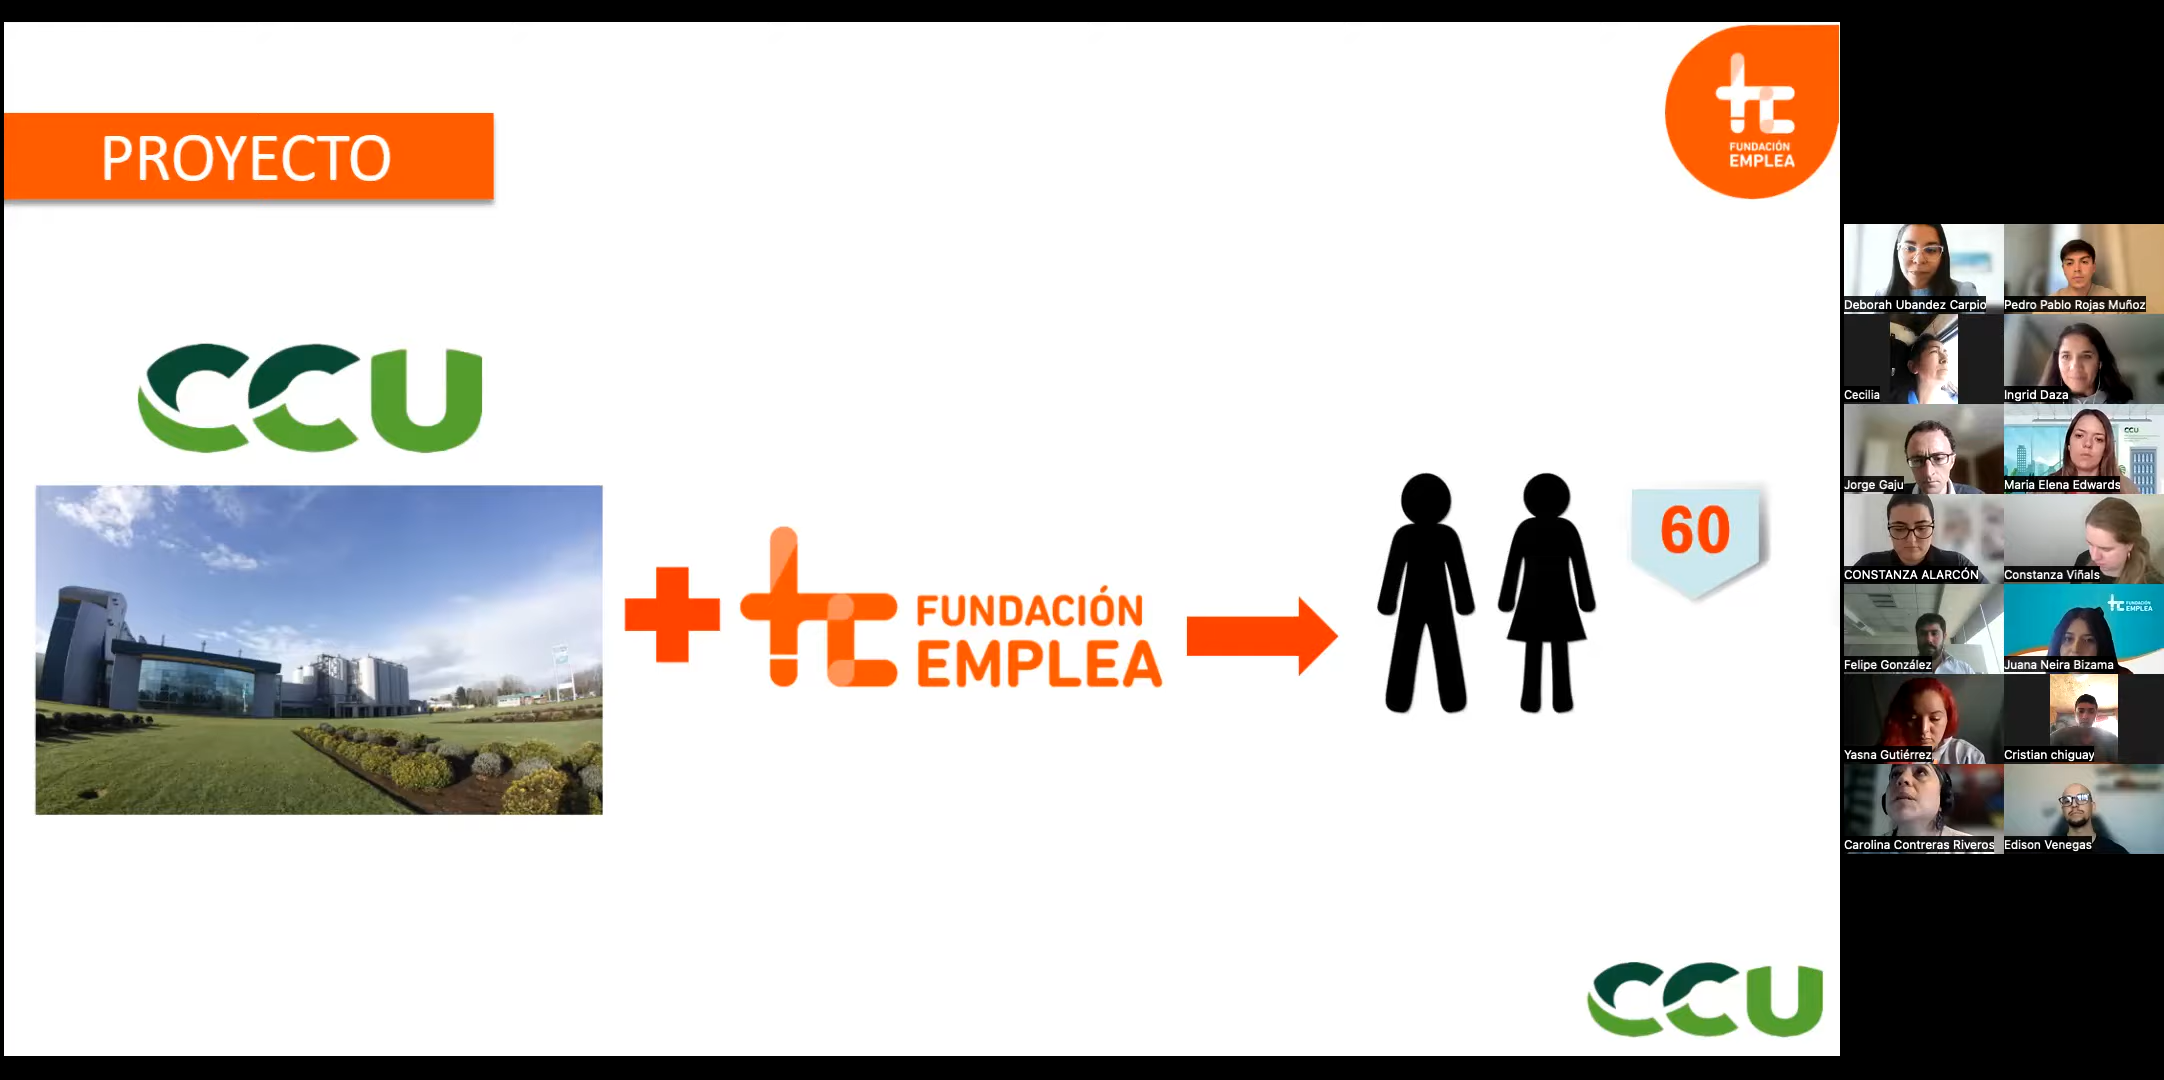 PROYECTO
FUNDACIÓN
EMPLEA
CCU
FUNDACIÓN
EMPLEA
60
CCU
Deborah Ubandez Carpio
Pedro Pablo Rojas Muñoz
Cecilia
Ingrid Daza
CCU
Jorge Gaju
Maria Elena Edwards
CONSTANZA ALARCÓN
Constanza Viñals
FUNDACIÓN
EMPLEA
Felipe González
Juana Neira Bizama
Yasna Gutiérrez
Cristian chiguay
Carolina Contreras Riveros
Edison Venegas